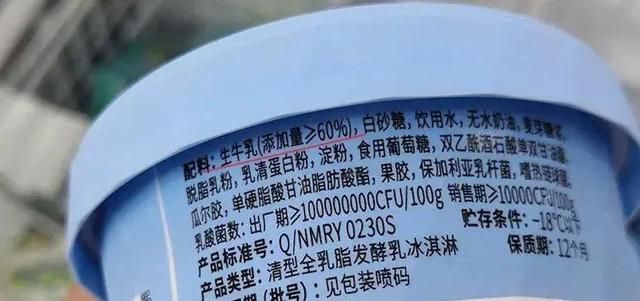 配料：生牛乳(添加量≥60%)，白砂糖，饮用水，无水奶油，麦芽糖浆，
脱脂乳粉，乳清蛋白粉，淀粉，食用葡萄糖，双乙酰酒石酸单双甘油酯，
瓜尔胶，单硬脂酸甘油脂肪酸酯，果胶，保加利亚乳杆菌，嗜热链球菌
乳酸菌数：出厂期≥100000000CFU/100g 销售期≥10000CFU/100g
产品标准号：Q/NMRY 0230S 贮存条件：-18℃以下
产品类型：清型全乳脂发酵乳冰淇淋 保质期：12个月
期（批号）：见包装喷码